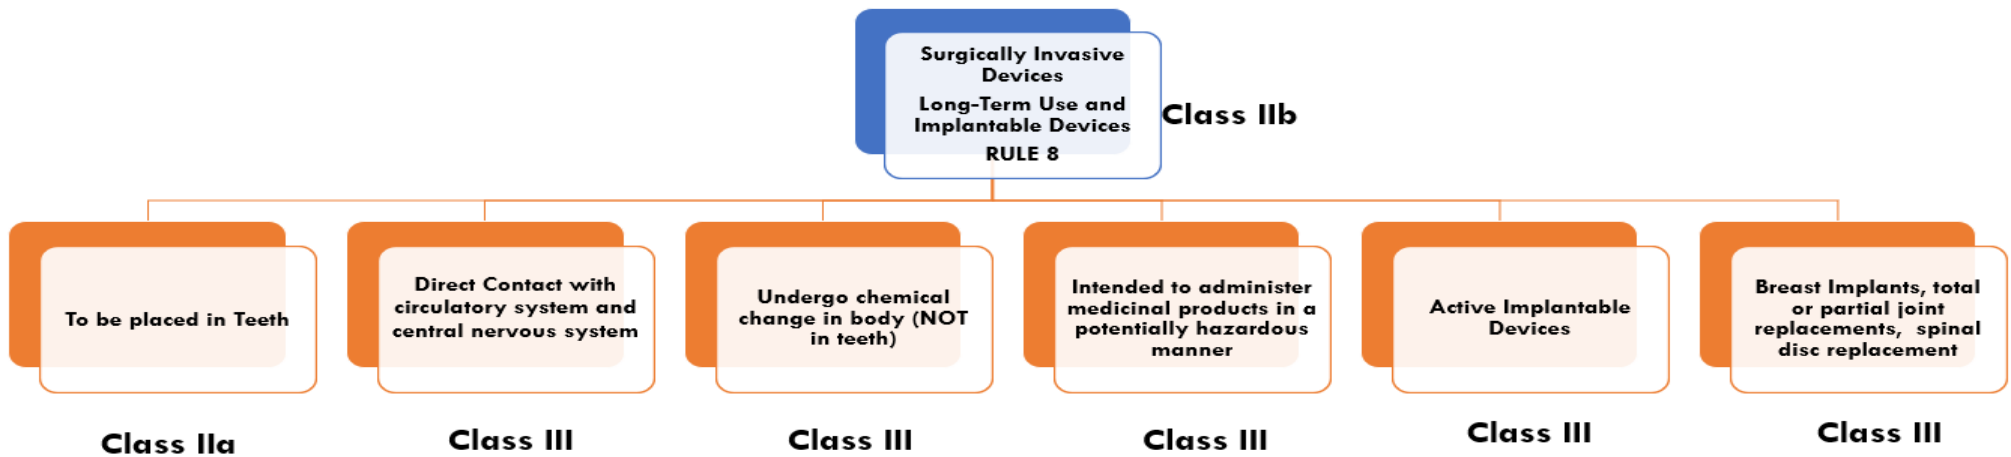 Surgically Invasive
Devices
Long-Term Use and
Implantable Devices
RULE 8
Class IIb
To be placed in Teeth
Class IIa
Direct Contact with
circulatory system and
central nervous system
Class III
Undergo chemical
change in body (NOT
in teeth)
Class III
Intended to administer
medicinal products in a
potentially hazardous
manner
Class III
Active Implantable
Devices
Class III
Breast Implants, total
or partial joint
replacements, spinal
disc replacement
Class III